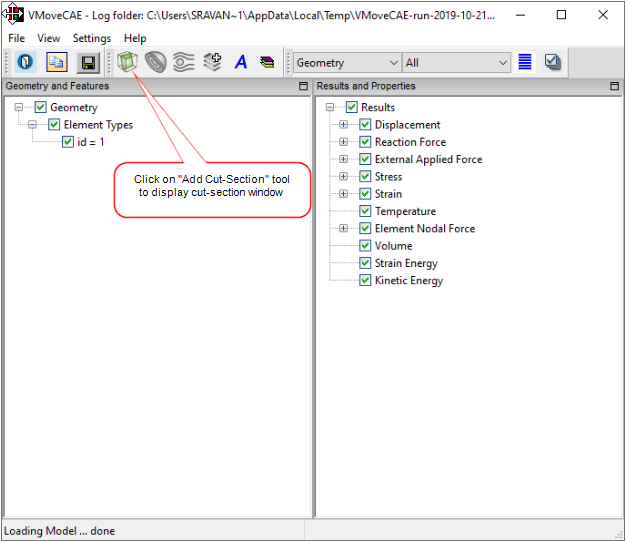 VMoveCAE - Log folder: C:\Users\SRAVAN~1\AppData\Local\Temp\VMoveCAE-run-2019-10-21...
File View Settings Help
A Geometry All
Geometry and Features
Results and Properties
Geometry
Element Types
id = 1
Click on "Add Cut-Section" tool
to display cut-section window
Results
Displacement
Reaction Force
External Applied Force
Stress
Strain
Temperature
Element Nodal Force
Volume
Strain Energy
Kinetic Energy
Loading Model ... done